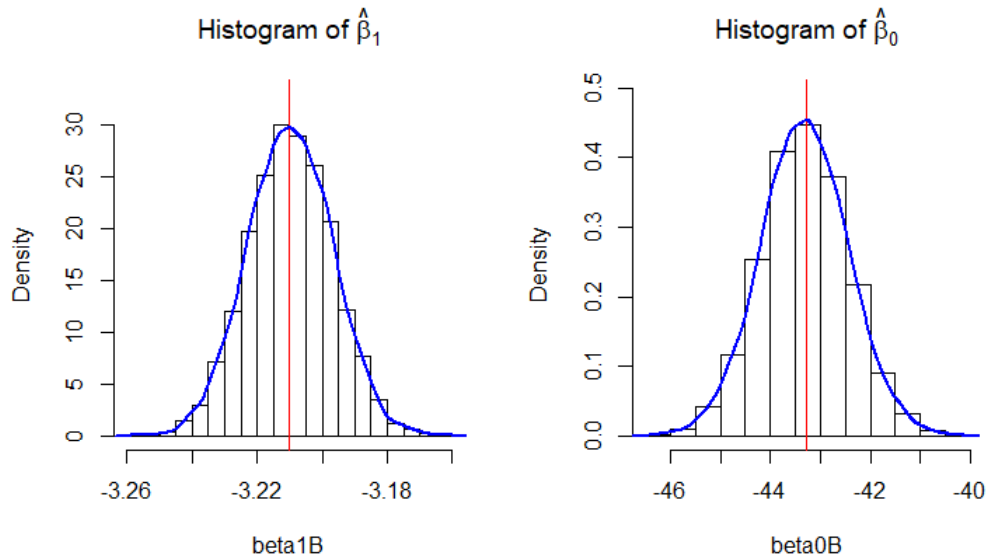 Histogram of β̂₁
Density
0 5 10 15 20 25 30
-3.26 -3.22 -3.18
beta1B
Histogram of β̂₀
Density
0.0 0.1 0.2 0.3 0.4 0.5
-46 -44 -42 -40
beta0B